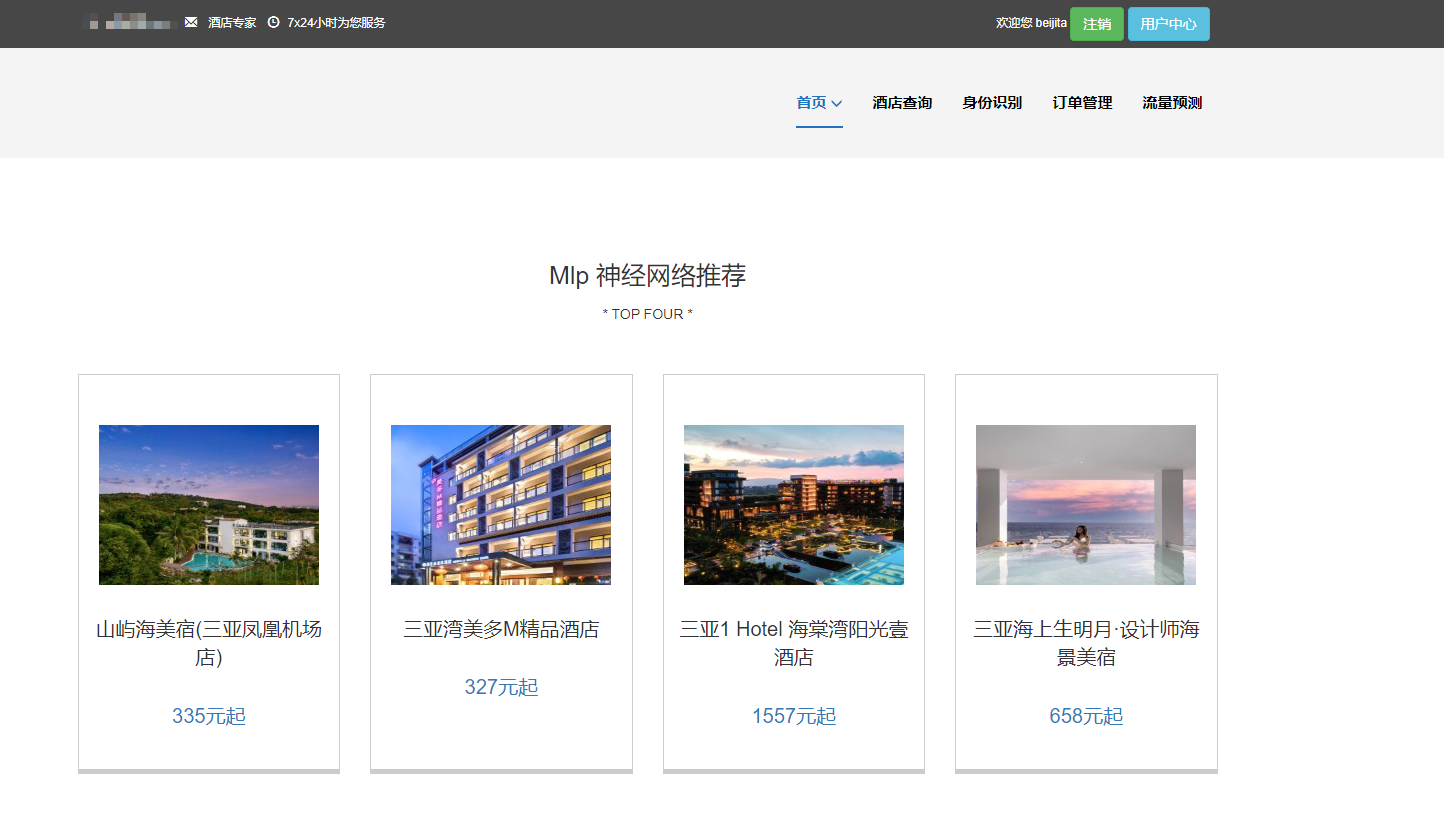 酒店专家 7x24小时为您服务 欢迎您 beijita 注销 用户中心
首页 酒店查询 身份识别 订单管理 流量预测
Mlp 神经网络推荐
* TOP FOUR *
山屿海美宿(三亚凤凰机场
店)
335元起
三亚湾美多M精品酒店
327元起
三亚1 Hotel 海棠湾阳光壹
酒店
1557元起
三亚海上生明月·设计师海
景美宿
658元起